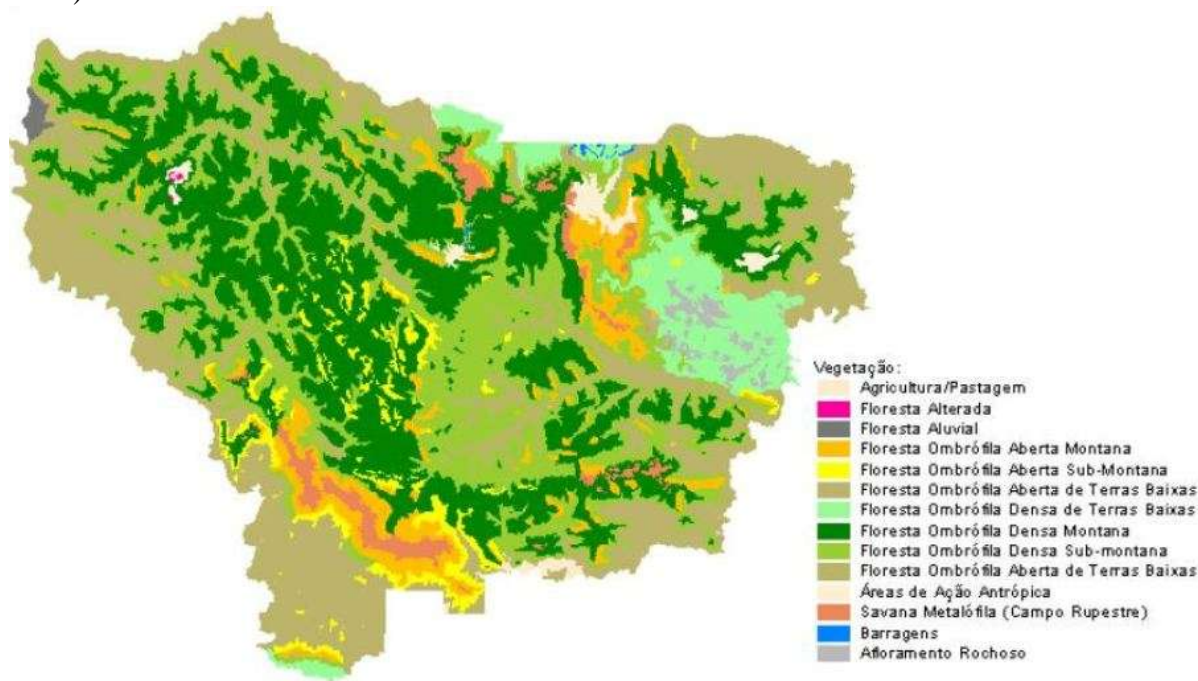 )
Vegetação:
Agricultura/Pastagem
Floresta Alterada
Floresta Aluvial
Floresta Ombrófila Aberta Montana
Floresta Ombrófila Aberta Sub-Montana
Floresta Ombrófila Aberta de Terras Baixas
Floresta Ombrófila Densa de Terras Baixas
Floresta Ombrófila Densa Montana
Floresta Ombrófila Densa Sub-montana
Floresta Ombrófila Aberta de Terras Baixas
Áreas de Ação Antrópica
Savana Metalófila (Campo Rupestre)
Barragens
Afloramento Rochoso